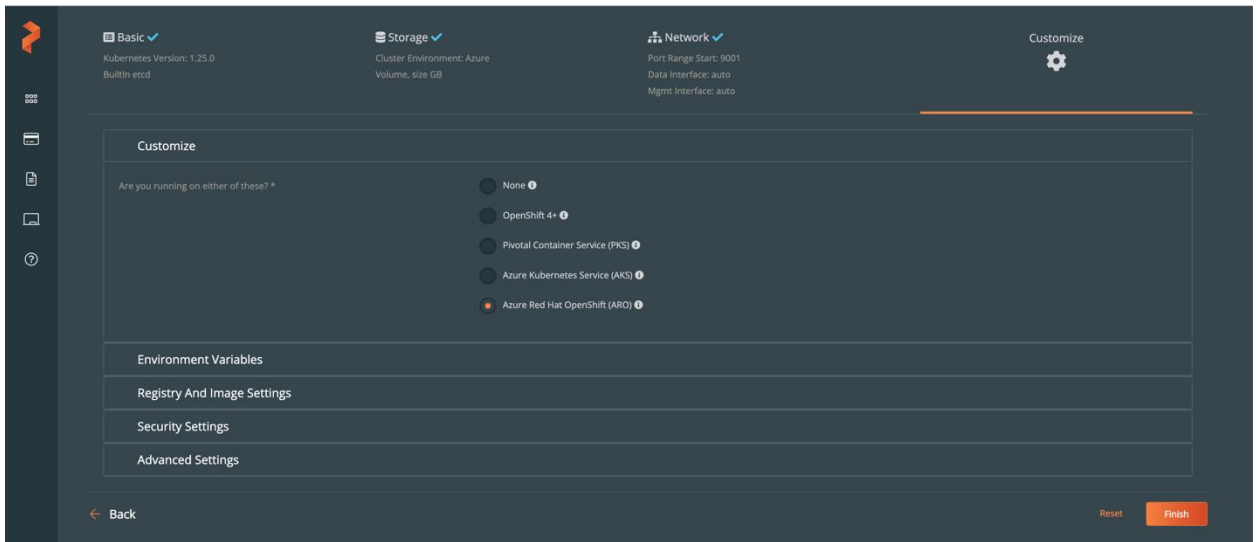 Basic
Kubernetes Version: 1.25.0
Builtin etcd
Storage
Cluster Environment: Azure
Volume, size GB
Network
Port Range Start: 9001
Data Interface: auto
Mgmt Interface: auto
Customize
Customize
Are you running on either of these? *
None
OpenShift 4+
Pivotal Container Service (PKS)
Azure Kubernetes Service (AKS)
Azure Red Hat OpenShift (ARO)
Environment Variables
Registry And Image Settings
Security Settings
Advanced Settings
Back
Reset
Finish